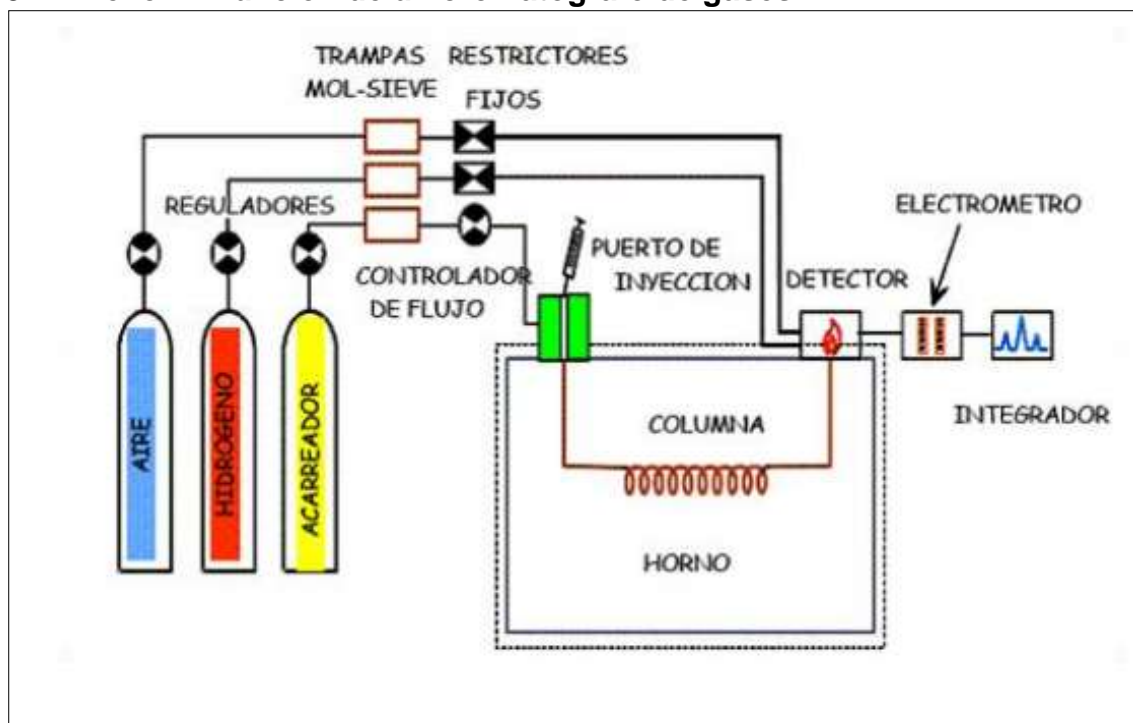 TRAMPAS RESTRICTORES
MOL-SIEVE FIJOS
REGULADORES
ELECTROMETRO
PUERTO DE
INYECCION
CONTROLADOR
DE FLUJO
DETECTOR
AIRE
HIDROGENO
ACARREADOR
COLUMNA
INTEGRADOR
HORNO